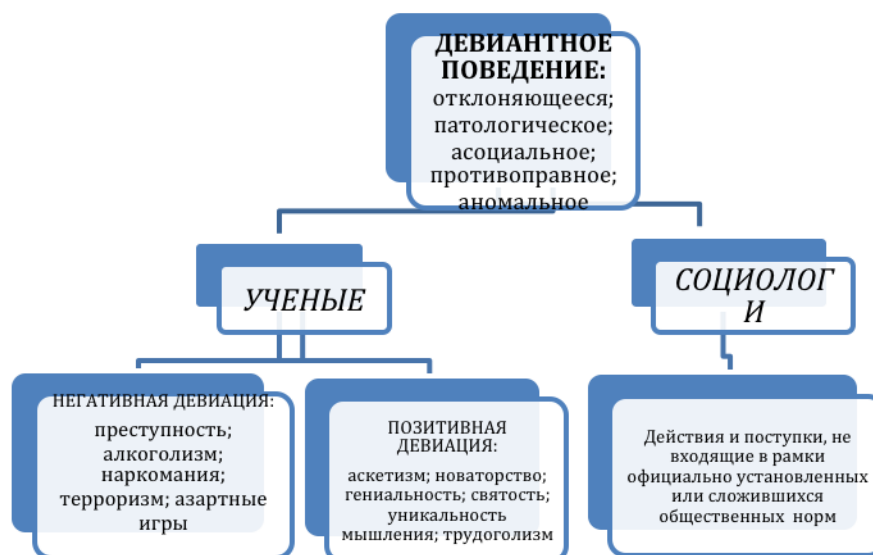 ДЕВИАНТНОЕ
ПОВЕДЕНИЕ:
отклоняющееся;
патологическое;
асоциальное;
противоправное;
аномальное
УЧЕНЫЕ
СОЦИОЛОГ
И
НЕГАТИВНАЯ ДЕВИАЦИЯ:
преступность;
алкоголизм;
наркомания;
терроризм; азартные
игры
ПОЗИТИВНАЯ
ДЕВИАЦИЯ:
аскетизм; новаторство;
гениальность; святость;
уникальность
мышления; трудоголизм
Действия и поступки, не
входящие в рамки
официально установленных
или сложившихся
общественных норм